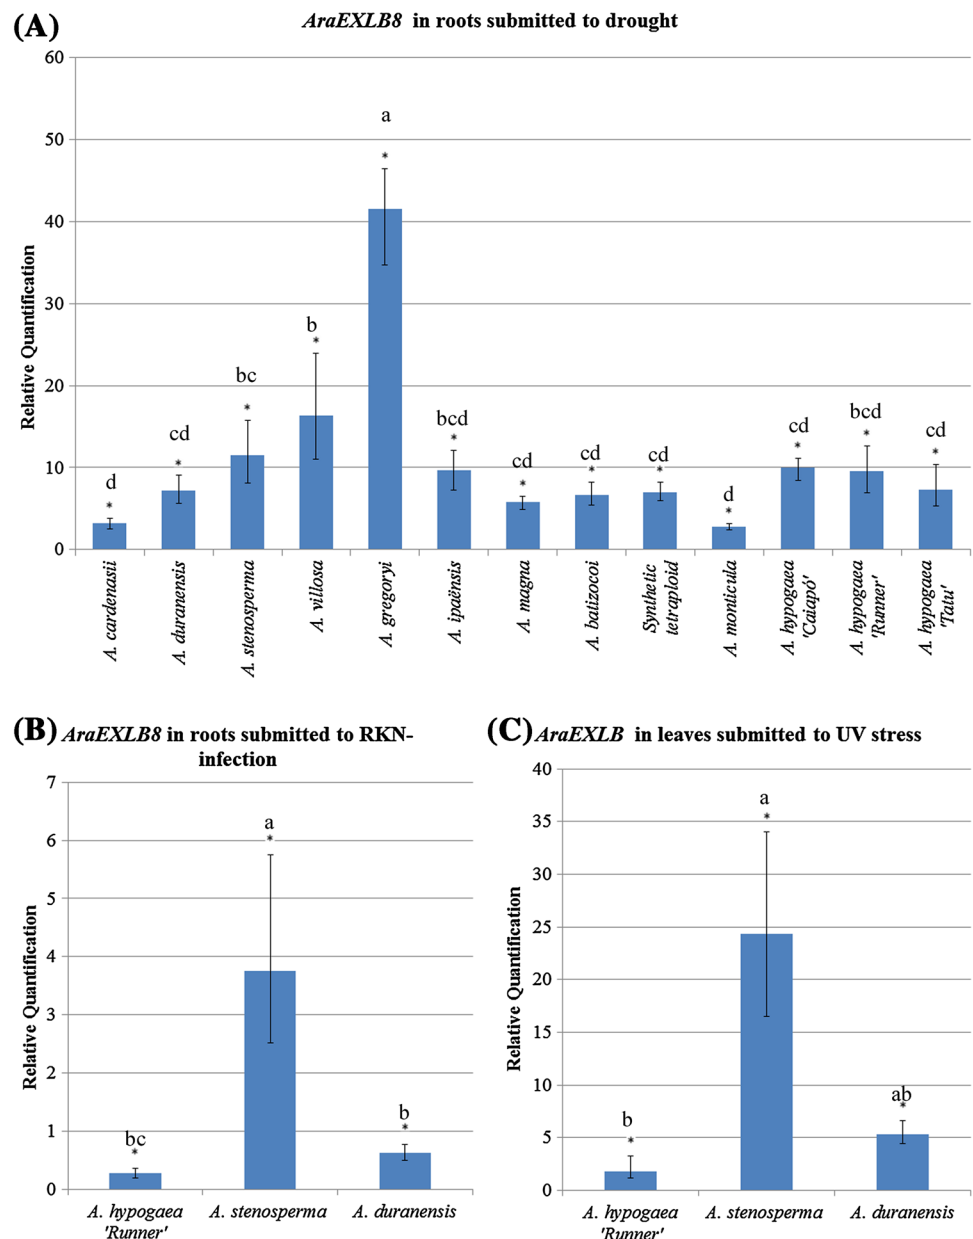 (A)
AraEXLB8 in roots submitted to drought
60
50
40
30
20
10
0
Relative Quantification
d
*
cd
*
bc
*
b
*
a
*
bcd
*
cd
*
cd
*
cd
*
d
*
cd
*
bcd
*
cd
*
A. cardenasii
A. duranensis
A. stenosperma
A. villosa
A. gregoryi
A. ipaënsis
A. magna
A. batizocoi
Synthetic
tetraploid
A. monticula
A. hypogaea
'Caiapó'
A. hypogaea
'Runner'
A. hypogaea
'Tatu'
(B)
AraEXLB8 in roots submitted to RKN-
infection
7
6
5
4
3
2
1
0
Relative Quantification
bc
*
a
*
b
*
A. hypogaea
'Runner'
A. stenosperma
A. duranensis
(C)
AraEXLB in leaves submitted to UV stress
40
35
30
25
20
15
10
5
0
Relative Quantification
b
*
a
*
ab
*
A. hypogaea
'Runner'
A. stenosperma
A. duranensis